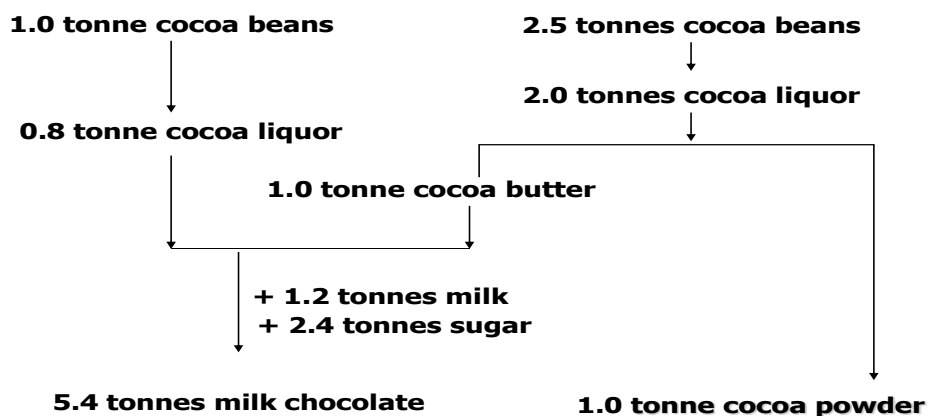 1.0 tonne cocoa beans
2.5 tonnes cocoa beans
2.0 tonnes cocoa liquor
0.8 tonne cocoa liquor
1.0 tonne cocoa butter
+ 1.2 tonnes milk
+ 2.4 tonnes sugar
5.4 tonnes milk chocolate
1.0 tonne cocoa powder